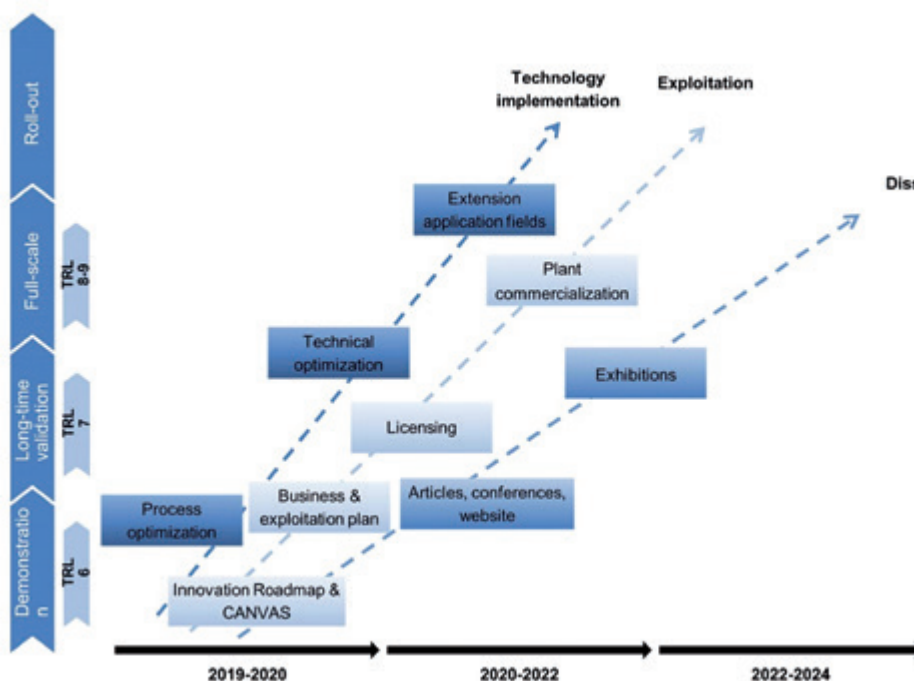 Roll-out
Full-scale
Long-time
validation
Demonstratio
n
TRL
8-9
TRL
7
TRL
6
Technology
implementation
Exploitation
Diss
Extension
application fields
Plant
commercialization
Technical
optimization
Exhibitions
Licensing
Process
optimization
Business &
exploitation plan
Articles, conferences,
website
Innovation Roadmap &
CANVAS
2019-2020
2020-2022
2022-2024